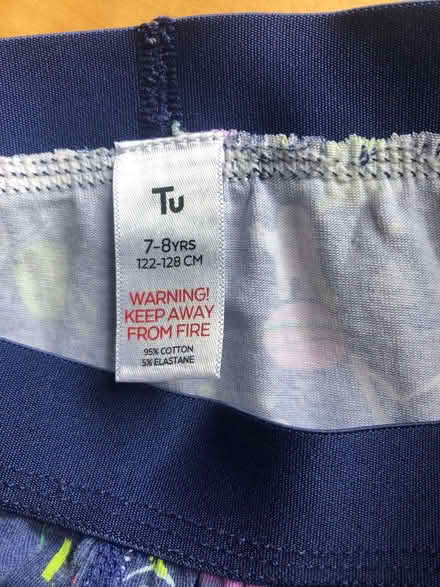 Tu
7-8YRS
122-128 CM
WARNING!
KEEP AWAY
FROM FIRE
95% COTTON
5% ELASTANE